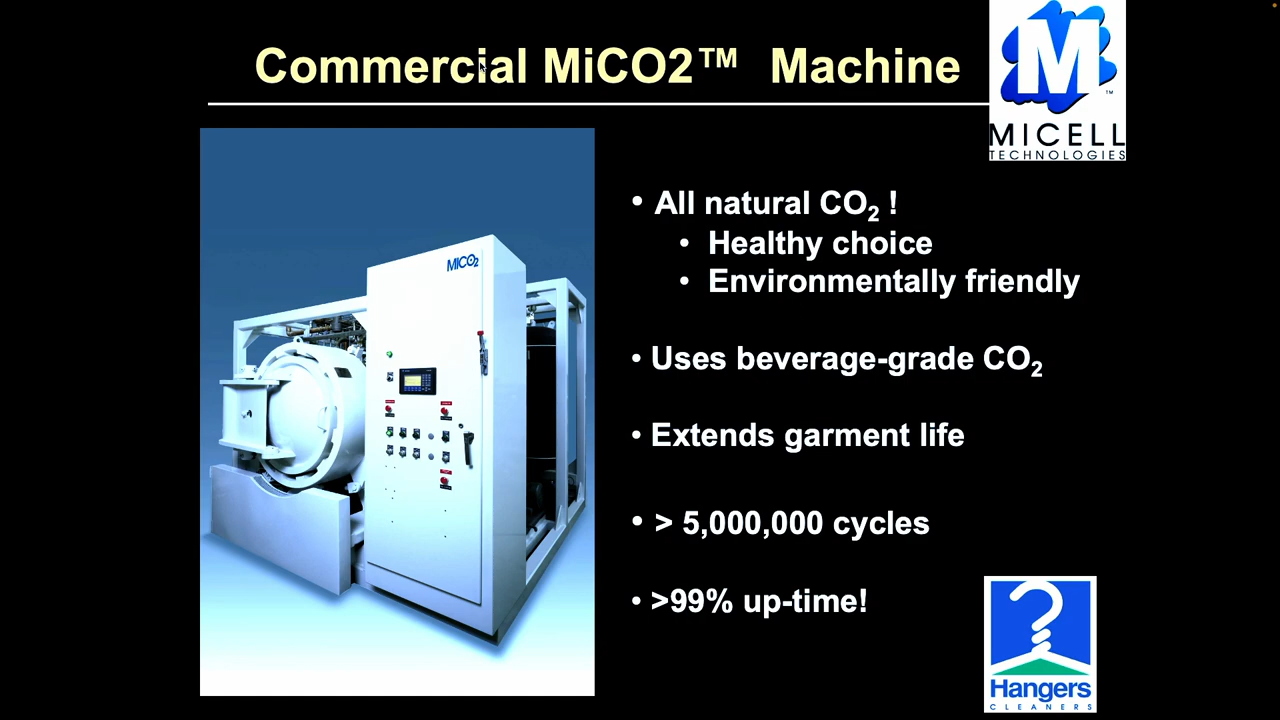 Commercial MiCO2™ Machine
M™
MICELL
TECHNOLOGIES
MICO2
• All natural CO₂ !
• Healthy choice
• Environmentally friendly
• Uses beverage-grade CO₂
• Extends garment life
• > 5,000,000 cycles
• >99% up-time!
Hangers
CLEANERS